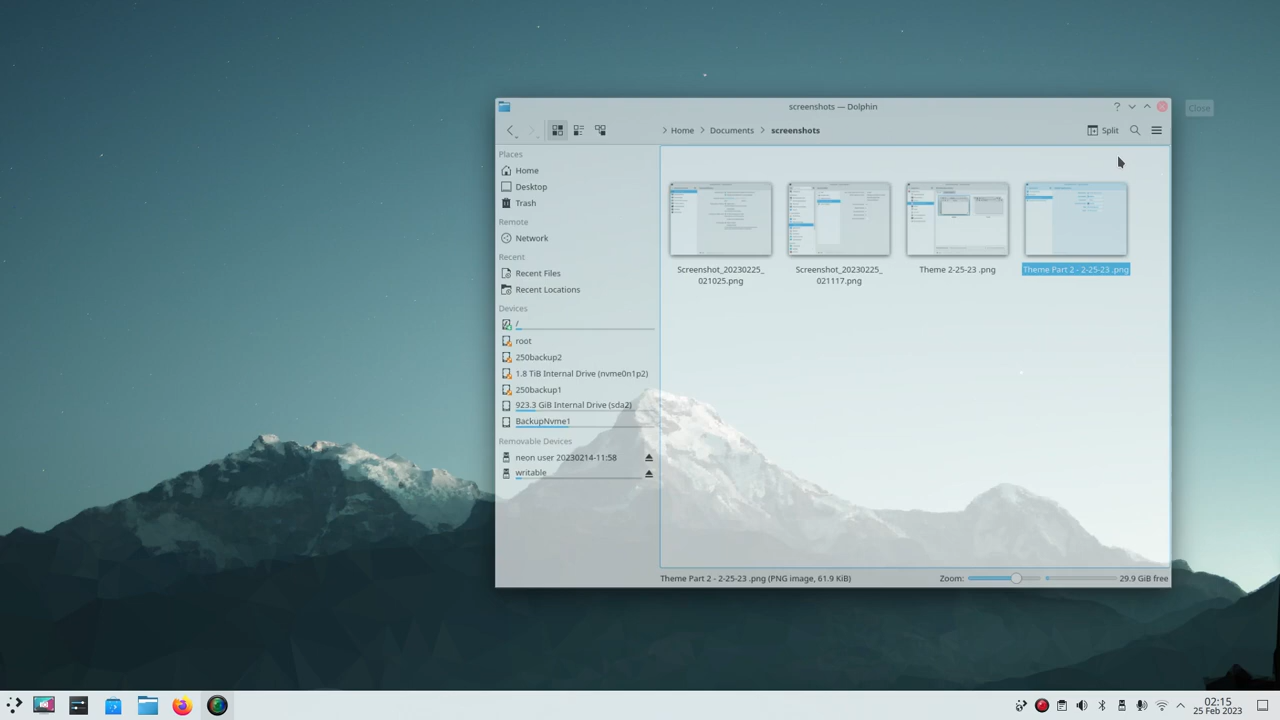 screenshots — Dolphin
?
Close
Home
Documents
screenshots
Split
Places
Home
Desktop
Trash
Remote
Network
Recent
Recent Files
Recent Locations
Devices
/
root
250backup2
1.8 TiB Internal Drive (nvme0n1p2)
250backup1
923.3 GiB Internal Drive (sda2)
BackupNvme1
Removable Devices
neon user 20230214-11:58
writable
Screenshot_20230225_
021025.png
Screenshot_20230225_
021117.png
Theme 2-25-23 .png
Theme Part 2 - 2-25-23 .png
Theme Part 2 - 2-25-23 .png (PNG image, 61.9 KiB)
Zoom:
29.9 GiB free
02:15
25 Feb 2023